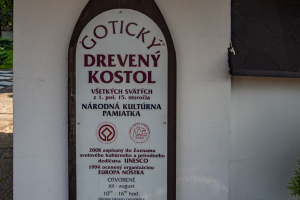 GOTICKÝ
DREVENÝ
KOSTOL
VŠETKÝCH SVÄTÝCH
z 1. pol. 15. storočia
NÁRODNÁ KULTÚRNA
PAMIATKA
2008 zapísaný do Zoznamu
svetového kultúrneho a prírodného
dedičstva UNESCO
1994 ocenený organizáciou
EUROPA NOSTRA
OTVORENÉ
júl - august